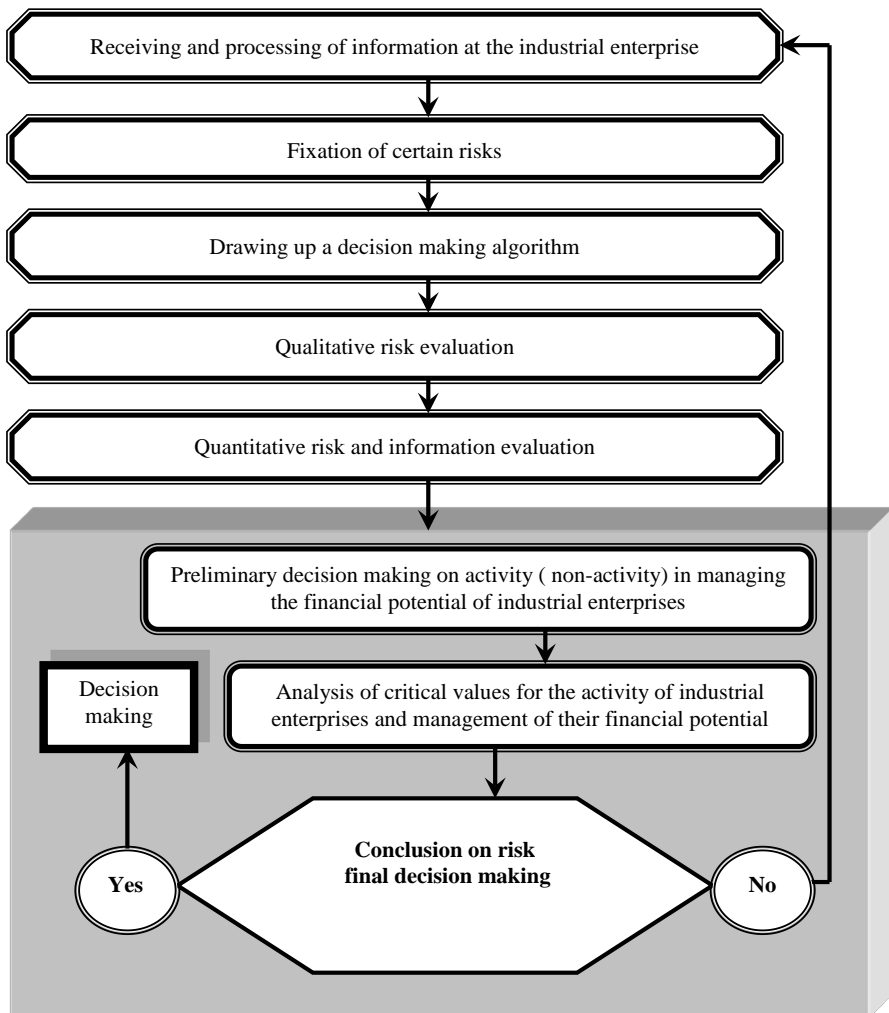 Receiving and processing of information at the industrial enterprise
Fixation of certain risks
Drawing up a decision making algorithm
Qualitative risk evaluation
Quantitative risk and information evaluation
Preliminary decision making on activity ( non-activity) in managing
the financial potential of industrial enterprises
Decision
making
Analysis of critical values for the activity of industrial
enterprises and management of their financial potential
Conclusion on risk
final decision making
Yes
No